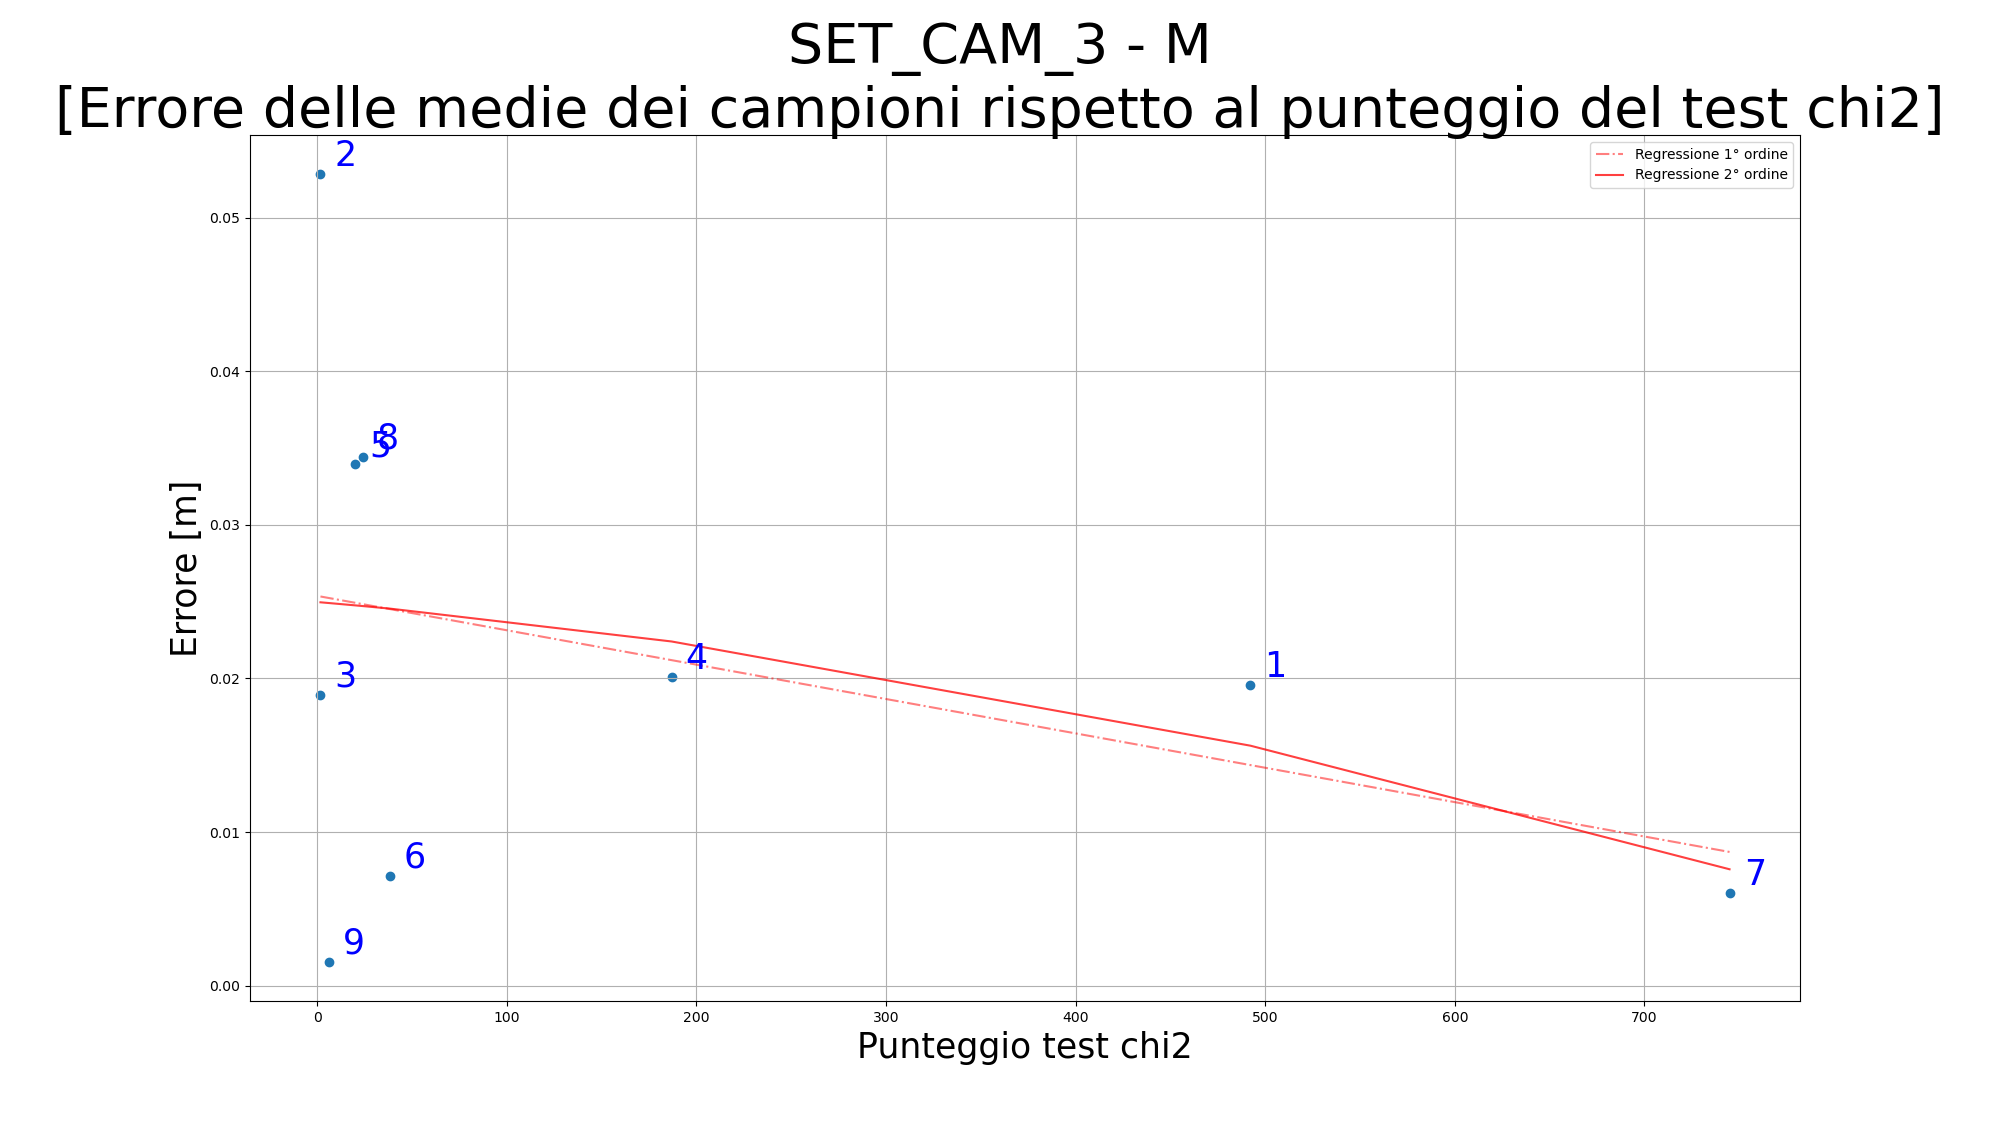 SET_CAM_3 - M
[Errore delle medie dei campioni rispetto al punteggio del test chi2]
Regressione 1° ordine
Regressione 2° ordine
2
0.05
0.04
8
5
Errore [m]
0.03
4
1
3
0.02
0.01
6
7
9
0.00
0 100 200 300 400 500 600 700
Punteggio test chi2